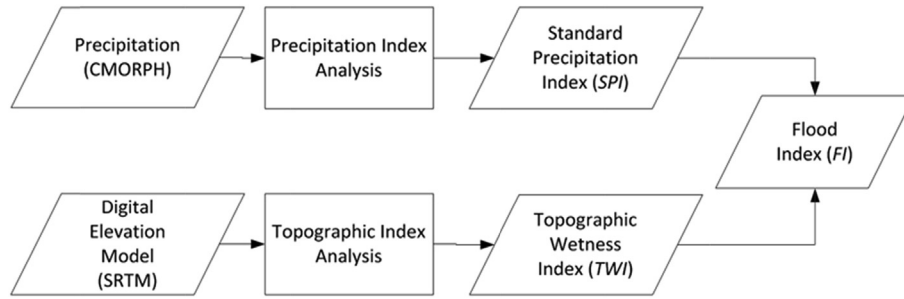 Precipitation
(CMORPH)
Precipitation Index
Analysis
Standard
Precipitation
Index (SPI)
Flood
Index (FI)
Digital
Elevation
Model
(SRTM)
Topographic Index
Analysis
Topographic
Wetness
Index (TWI)